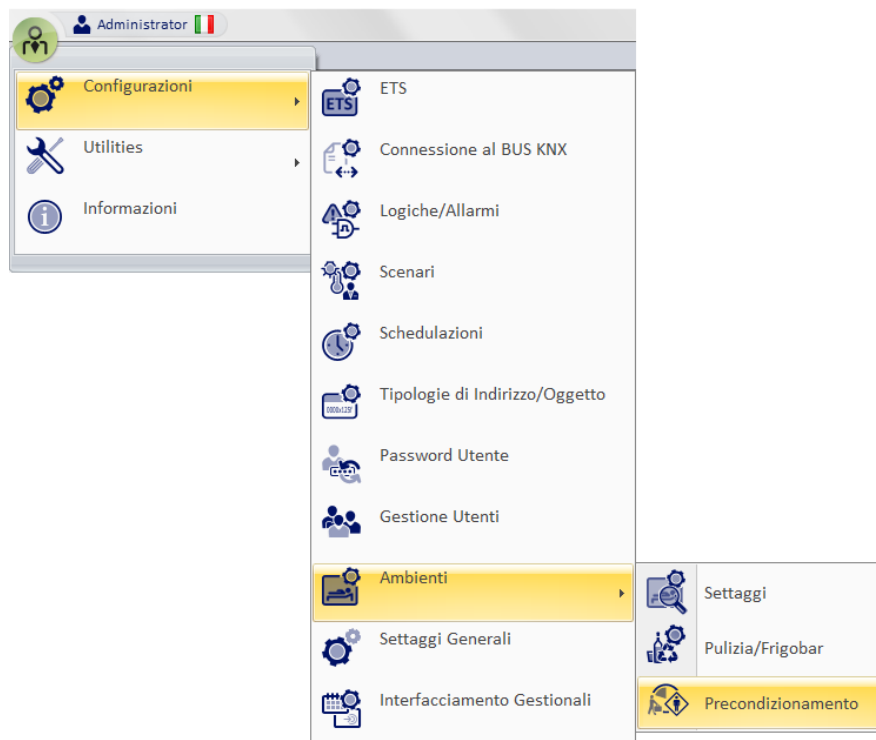 Administrator
Configurazioni
Utilities
Informazioni
ETS
ETS
Connessione al BUS KNX
Logiche/Allarmi
Scenari
Schedulazioni
Tipologie di Indirizzo/Oggetto
Password Utente
Gestione Utenti
Ambienti
Settaggi Generali
Interfacciamento Gestionali
Settaggi
Pulizia/Frigobar
Precondizionamento